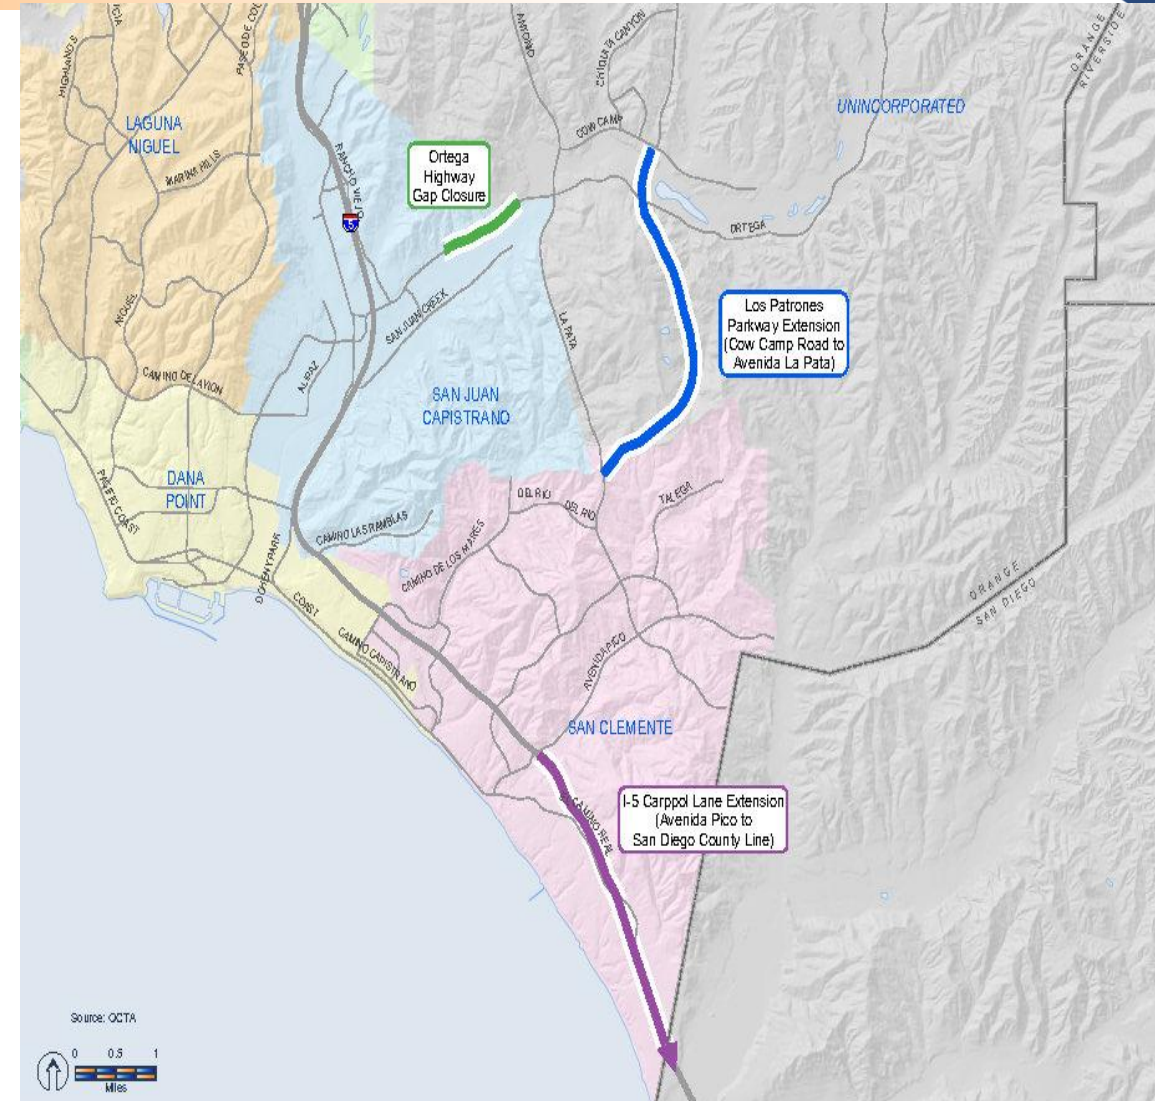 HIGHLANDS
PASEO DE COL
ANTONIO
CHIQUITA CANYON
ORANGE
RIVERSIDE
LAGUNA
NIGUEL
UNINCORPORATED
COW CAMP
MARINA HILLS
RANCHO VIEJO
Ortega
Highway
Gap Closure
5
ORTEGA
NIGUEL
SAN JUAN CREEK
LA PATA
Los Patrones
Parkway Extension
(Cow Camp Road to
Avenida La Pata)
CAMINO DEL AVION
ALIPAZ
SAN JUAN
CAPISTRANO
DANA
POINT
PACIFIC COAST
DEL RIO
DEL RIO
TALEGA
CAMINO LAS RAMBLAS
CAMINO DE LOS MARES
DOHENY PARK
COAST
CAMINO CAPISTRANO
ORANGE
SAN DIEGO
AVENIDA PICO
SAN CLEMENTE
EL CAMINO REAL
I-5 Carppol Lane Extension
(Avenida Pico to
San Diego County Line)
Source: OCTA
0 0.5 1
Miles